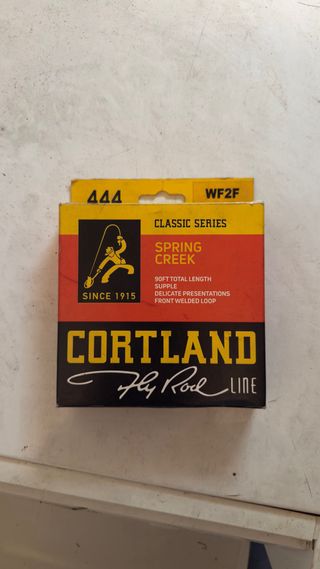 444 WF2F
CLASSIC SERIES
SPRING
CREEK
90FT TOTAL LENGTH
SUPPLE
DELICATE PRESENTATIONS
FRONT WELDED LOOP
SINCE 1915
CORTLAND
Fly Rod LINE